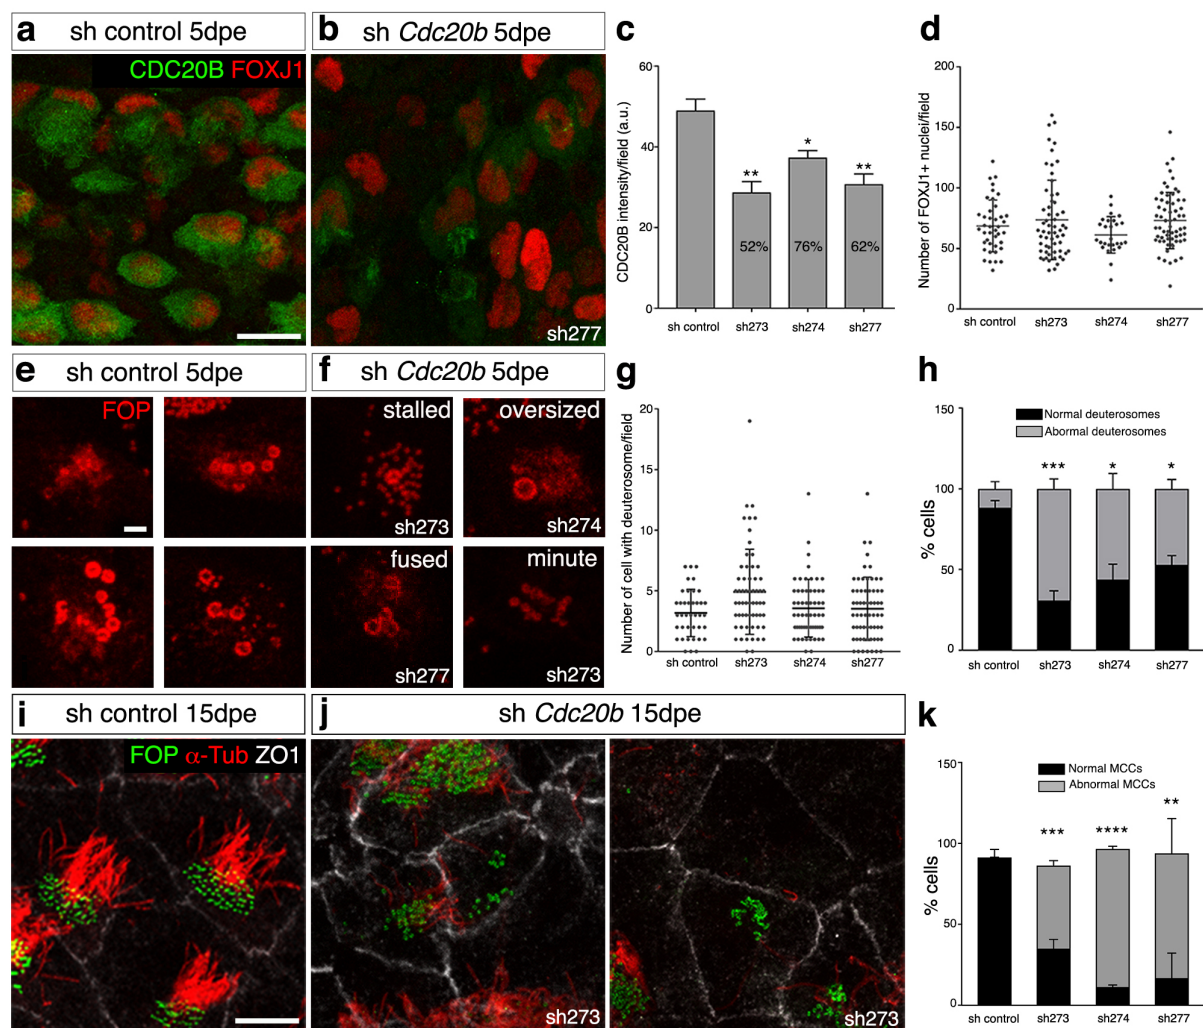 a sh control 5dpe
CDC20B FOXJ1
b sh Cdc20b 5dpe
sh277
c
CDC20B intensity/field (a.u.)
60
40
20
0
**
*
**
52%
76%
62%
sh control sh273 sh274 sh277
d
Number of FOXJ1+ nuclei/field
200
150
100
50
0
sh control sh273 sh274 sh277
e sh control 5dpe
FOP
f sh Cdc20b 5dpe
stalled
sh273
oversized
sh274
fused
sh277
minute
sh273
g
Number of cell with deuterosome/field
20
15
10
5
0
sh control sh273 sh274 sh277
h
Normal deuterosomes
Abormal deuterosomes
% cells
150
100
50
0
***
*
*
sh control sh273 sh274 sh277
i sh control 15dpe
FOP α-Tub ZO1
j sh Cdc20b 15dpe
sh273
sh273
k
Normal MCCs
Abnormal MCCs
% cells
150
100
50
0
***
****
**
sh control sh273 sh274 sh277